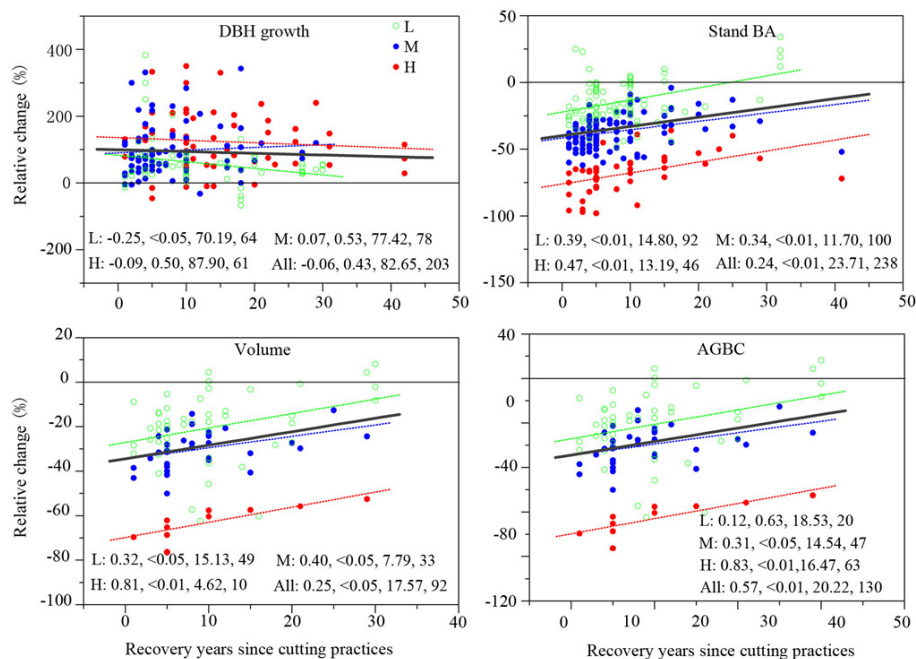 DBH growth
L
M
H
400
200
0
-200
Relative change (%)
L: -0.25, <0.05, 70.19, 64 M: 0.07, 0.53, 77.42, 78
H: -0.09, 0.50, 87.90, 61 All: -0.06, 0.43, 82.65, 203
0 10 20 30 40 50
Stand BA
50
0
-50
-100
-150
L: 0.39, <0.01, 14.80, 92 M: 0.34, <0.01, 11.70, 100
H: 0.47, <0.01, 13.19, 46 All: 0.24, <0.01, 23.71, 238
0 10 20 30 40 50
Volume
20
0
-20
-40
-60
-80
-100
Relative change (%)
L: 0.32, <0.05, 15.13, 49 M: 0.40, <0.05, 7.79, 33
H: 0.81, <0.01, 4.62, 10 All: 0.25, <0.05, 17.57, 92
0 10 20 30 40
Recovery years since cutting practices
AGBC
40
0
-40
-80
-120
Relative change (%)
L: 0.12, 0.63, 18.53, 20
M: 0.31, <0.05, 14.54, 47
H: 0.83, <0.01,16.47, 63
All: 0.57, <0.01, 20.22, 130
0 10 20 30 40 50
Recovery years since cutting practices